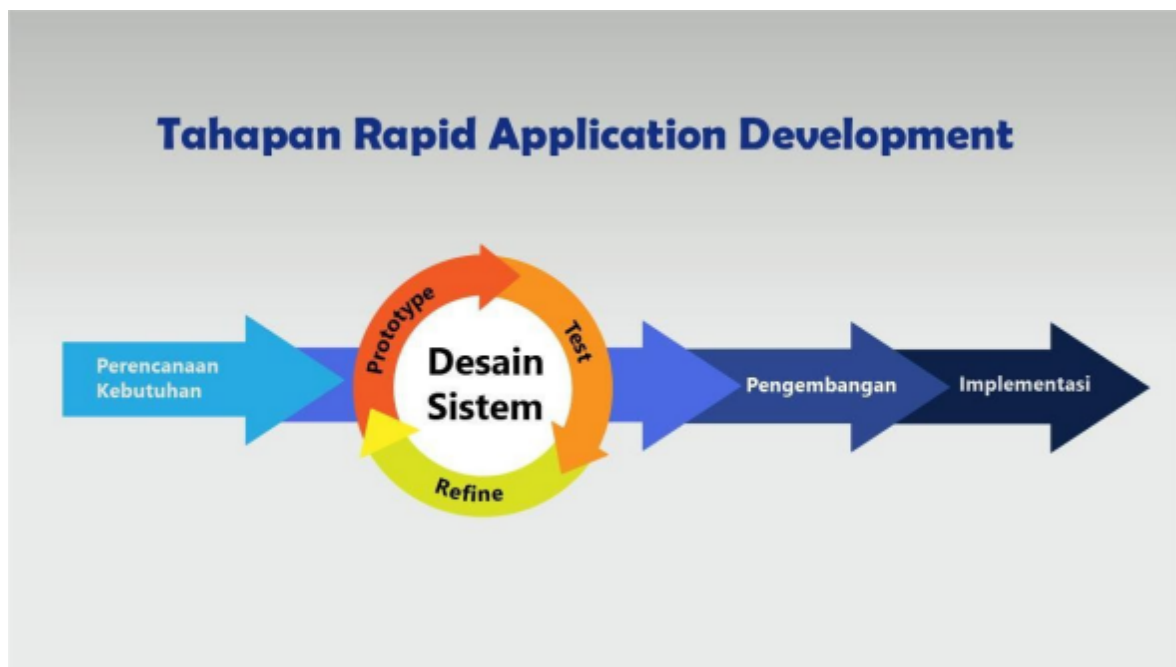 Tahapan Rapid Application Development
Perencanaan
Kebutuhan
Prototype
Test
Refine
Desain
Sistem
Pengembangan
Implementasi